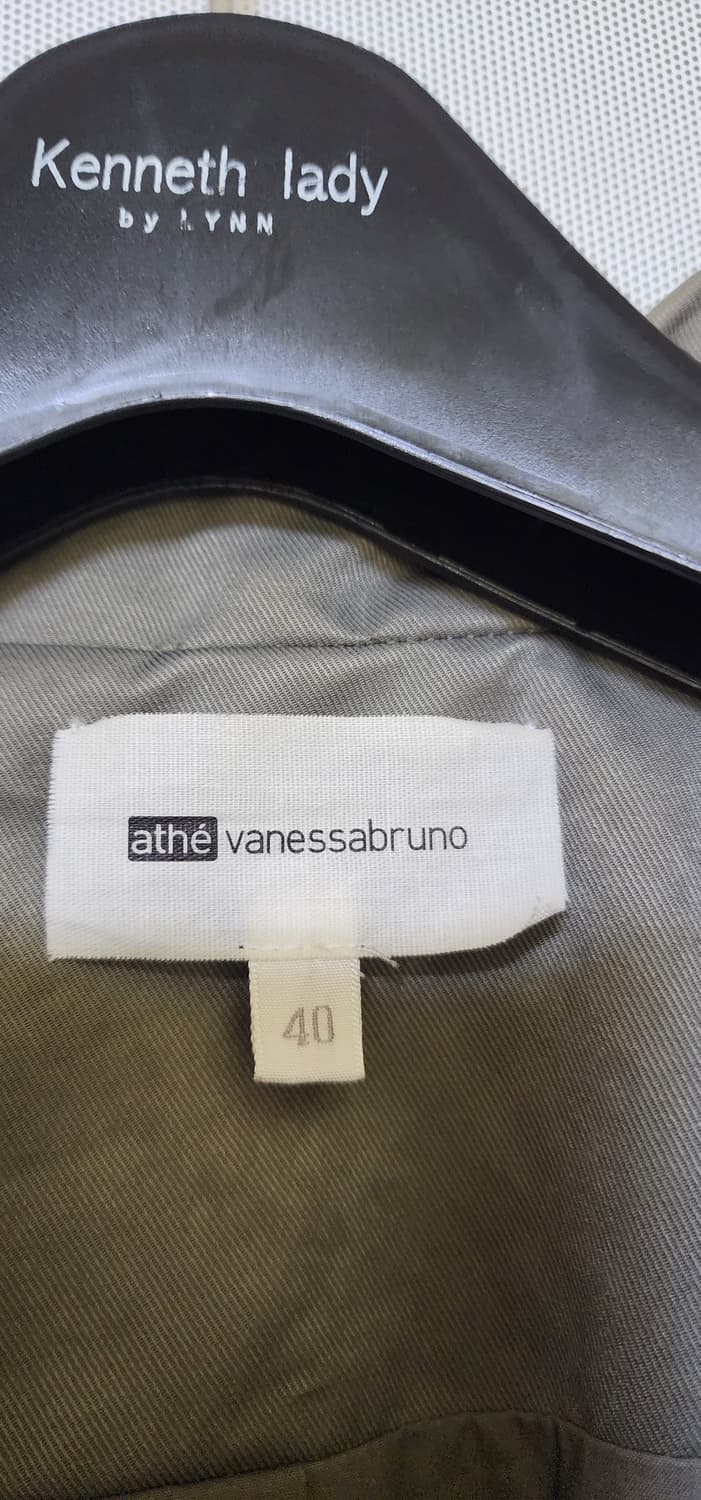 Kenneth lady
by LYNN
athé vanessabruno
40